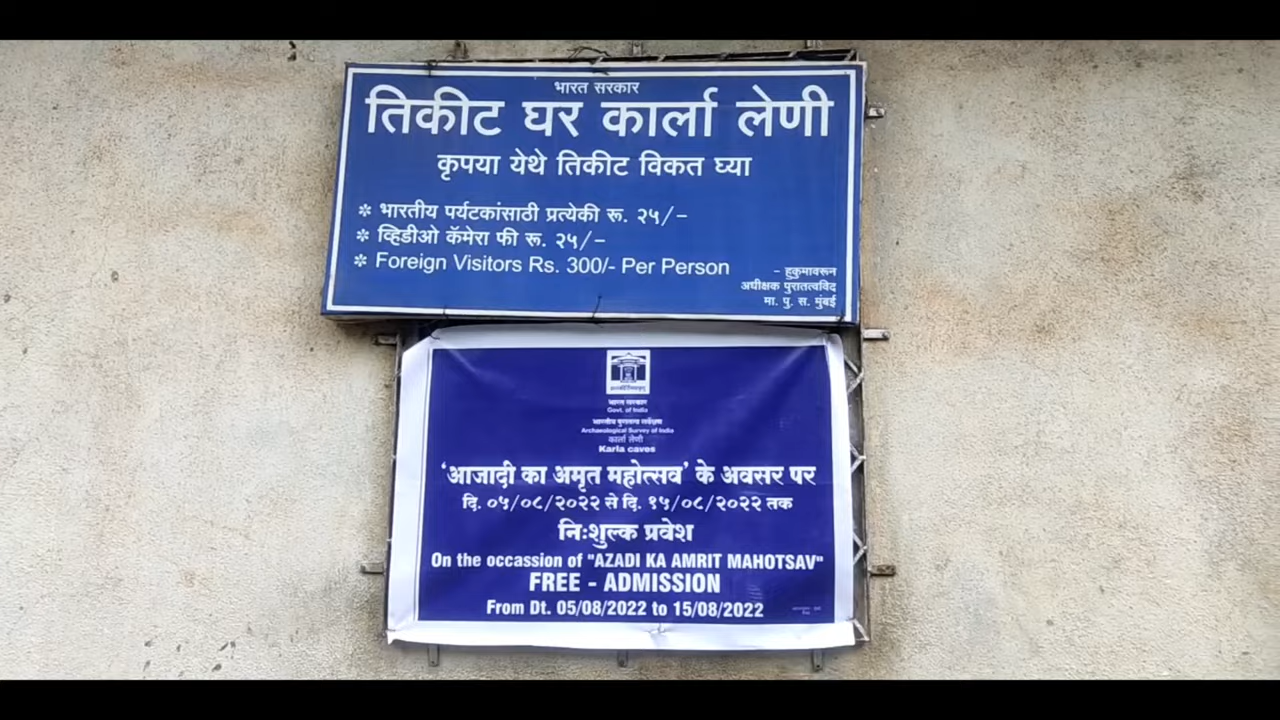 भारत सरकार
तिकीट घर कार्ला लेणी
कृपया येथे तिकीट विकत घ्या
* भारतीय पर्यटकांसाठी प्रत्येकी रू. २५/-
* व्हिडीओ कॅमेरा फी रू. २५/-
* Foreign Visitors Rs. 300/- Per Person
- हुकुमावरून
अधीक्षक पुरातत्वविद
मा. पु. स. मुंबई
भारत सरकार
Govt. of India
भारतीय पुरातत्व सर्वेक्षण
Archaeological Survey of India
कार्ला लेणी
Karla caves
'आजादी का अमृत महोत्सव' के अवसर पर
दि. ०५/०८/२०२२ से दि. १५/०८/२०२२ तक
निःशुल्क प्रवेश
On the occassion of "AZADI KA AMRIT MAHOTSAV"
FREE - ADMISSION
From Dt. 05/08/2022 to 15/08/2022